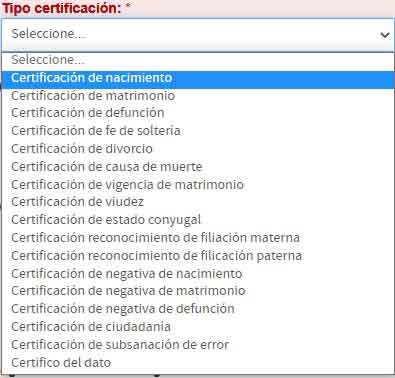 Tipo certificación: *
Seleccione...
Seleccione...
Certificación de nacimiento
Certificación de matrimonio
Certificación de defunción
Certificación de fe de soltería
Certificación de divorcio
Certificación de causa de muerte
Certificación de vigencia de matrimonio
Certificación de viudez
Certificación de estado conyugal
Certificación reconocimiento de filiación materna
Certificación reconocimiento de filicación paterna
Certificación de negativa de nacimiento
Certificación de negativa de matrimonio
Certificación de negativa de defunción
Certificación de ciudadanía
Certificación de subsanación de error
Certifico del dato